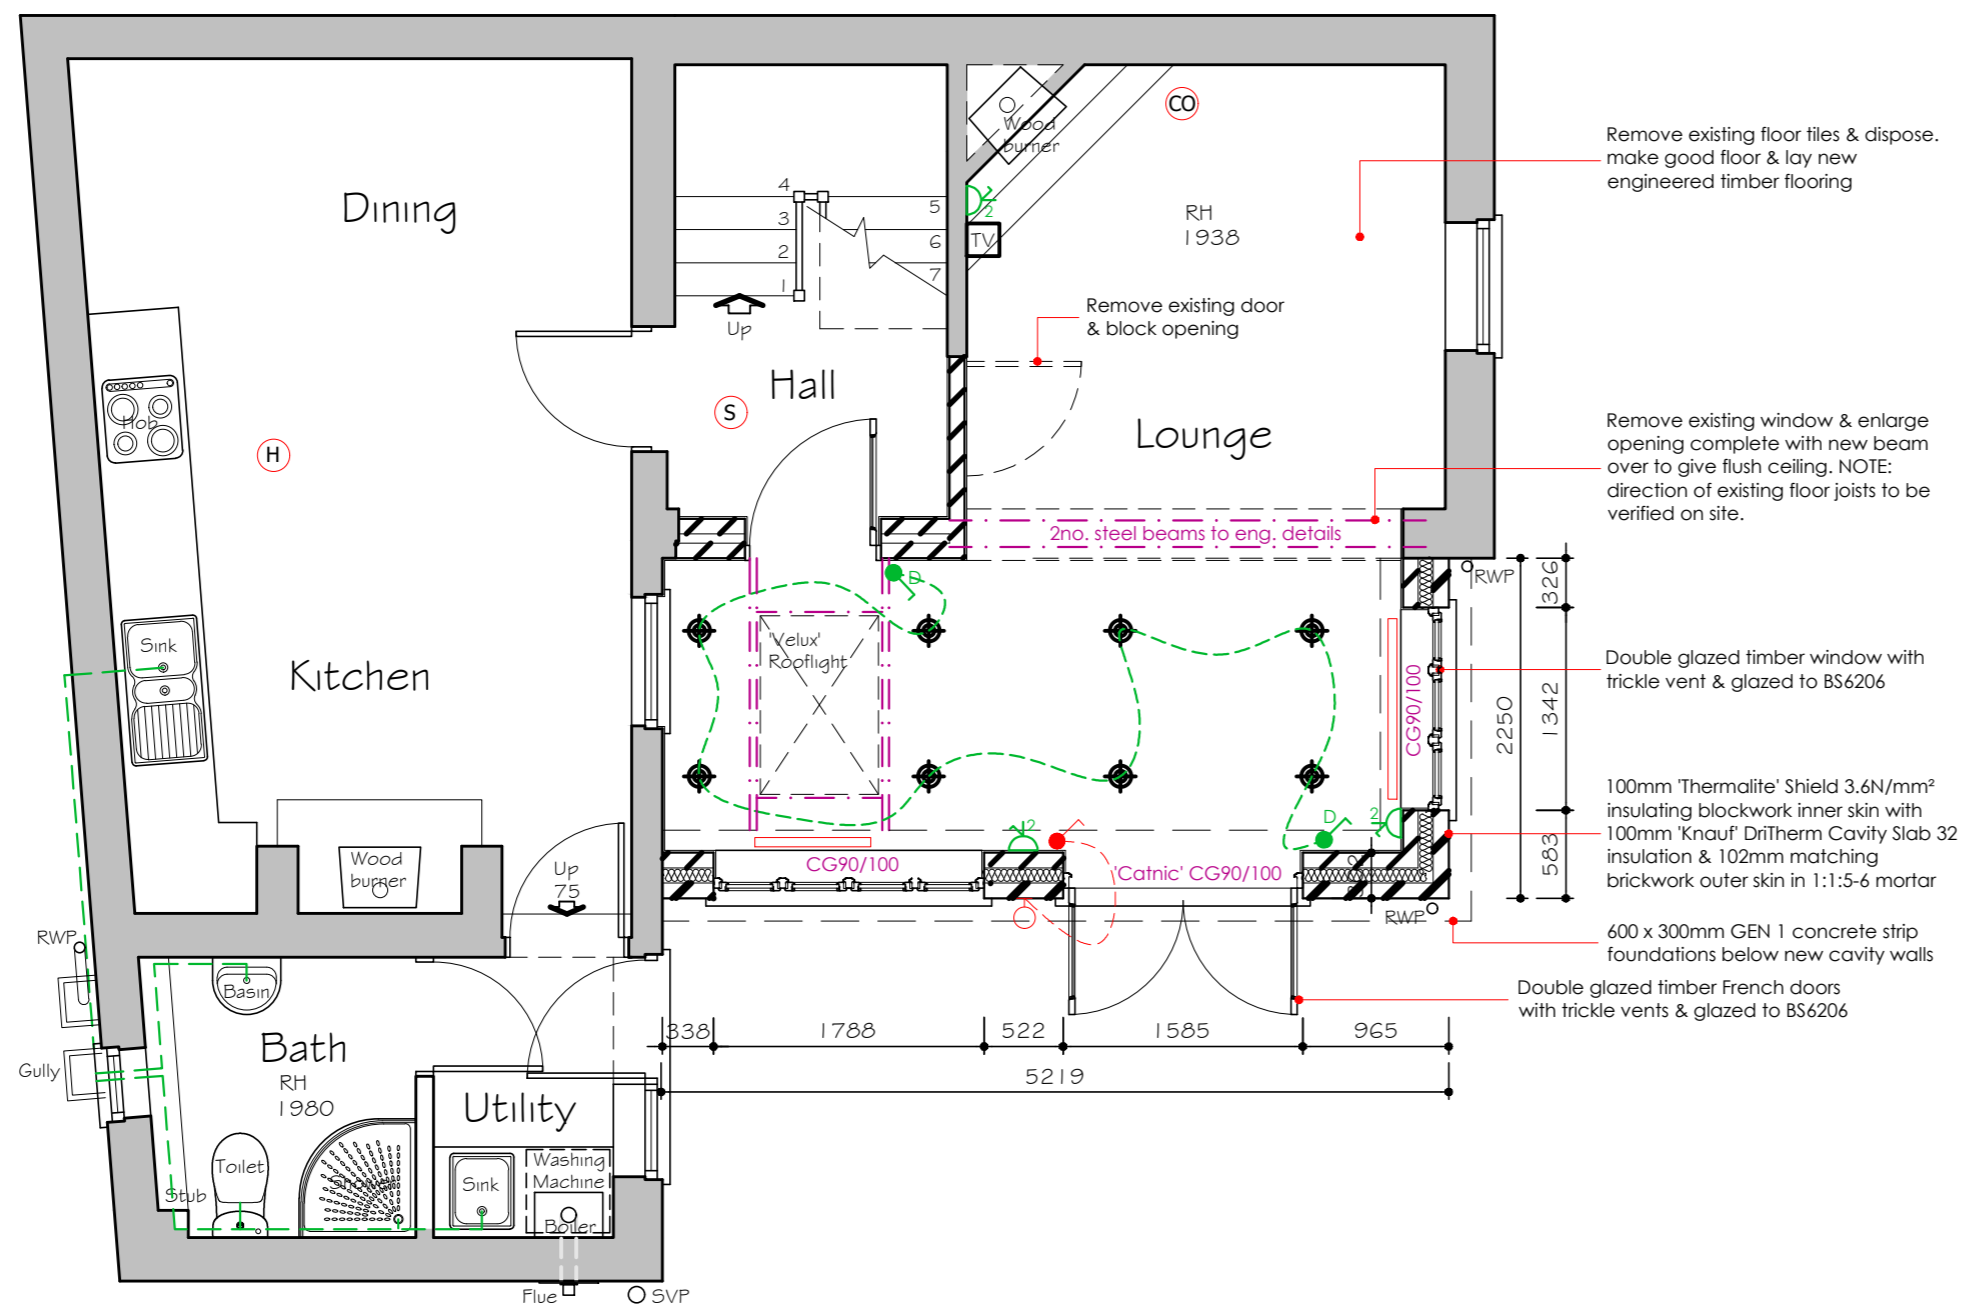 Dining
Wood
burner
CO
Remove existing floor tiles & dispose.
make good floor & lay new
engineered timber flooring
4
3
2
1
5
6
7
Up
2
TV
RH
1938
Remove existing door
& block opening
Hob
H
S
Hall
Lounge
Remove existing window & enlarge
opening complete with new beam
over to give flush ceiling. NOTE:
direction of existing floor joists to be
verified on site.
2no. steel beams to eng. details
D
RWP
326
Sink
Kitchen
'Velux'
Rooflight
CG90/100
2250
1342
Double glazed timber window with
trickle vent & glazed to BS6206
100mm 'Thermalite' Shield 3.6N/mm²
insulating blockwork inner skin with
100mm 'Knauf' DriTherm Cavity Slab 32
insulation & 102mm matching
brickwork outer skin in 1:1:5-6 mortar
2
D
2
583
Wood
burner
Up
75
CG90/100
'Catnic' CG90/100
RWP
600 x 300mm GEN 1 concrete strip
foundations below new cavity walls
RWP
Basin
Double glazed timber French doors
with trickle vents & glazed to BS6206
Gully
Bath
RH
1980
338
1788
522
1585
965
5219
Utility
Toilet
Stub
Sink
Washing
Machine
Boiler
Flue
SVP